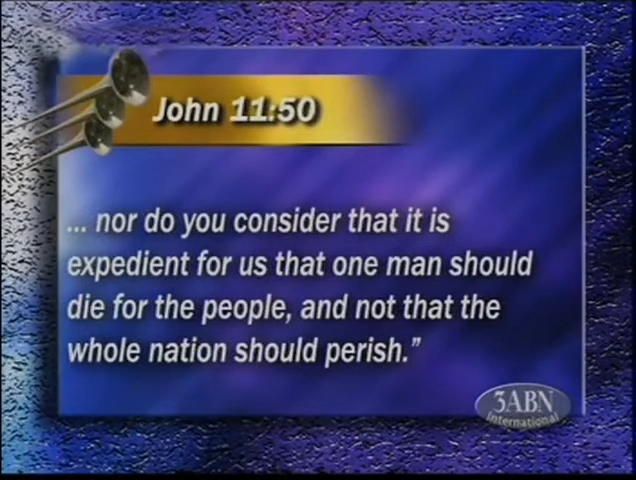 John 11:50
... nor do you consider that it is
expedient for us that one man should
die for the people, and not that the
whole nation should perish.”
3ABN
International